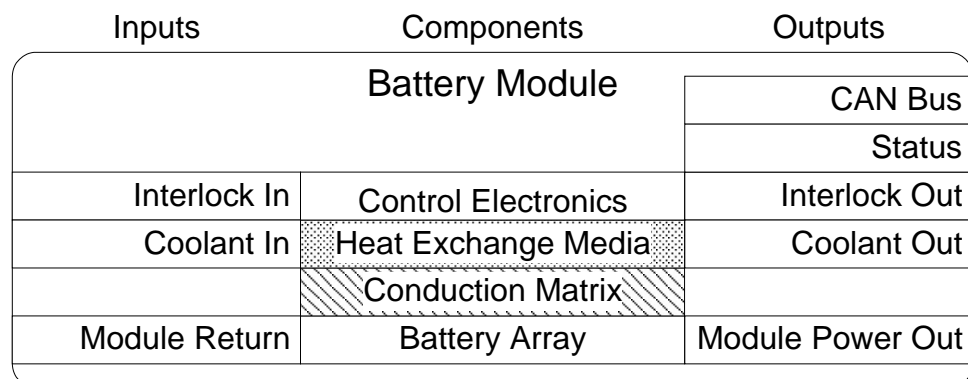 Inputs Components Outputs
Battery Module
CAN Bus
Status
Interlock In Control Electronics Interlock Out
Coolant In Heat Exchange Media Coolant Out
Conduction Matrix
Module Return Battery Array Module Power Out